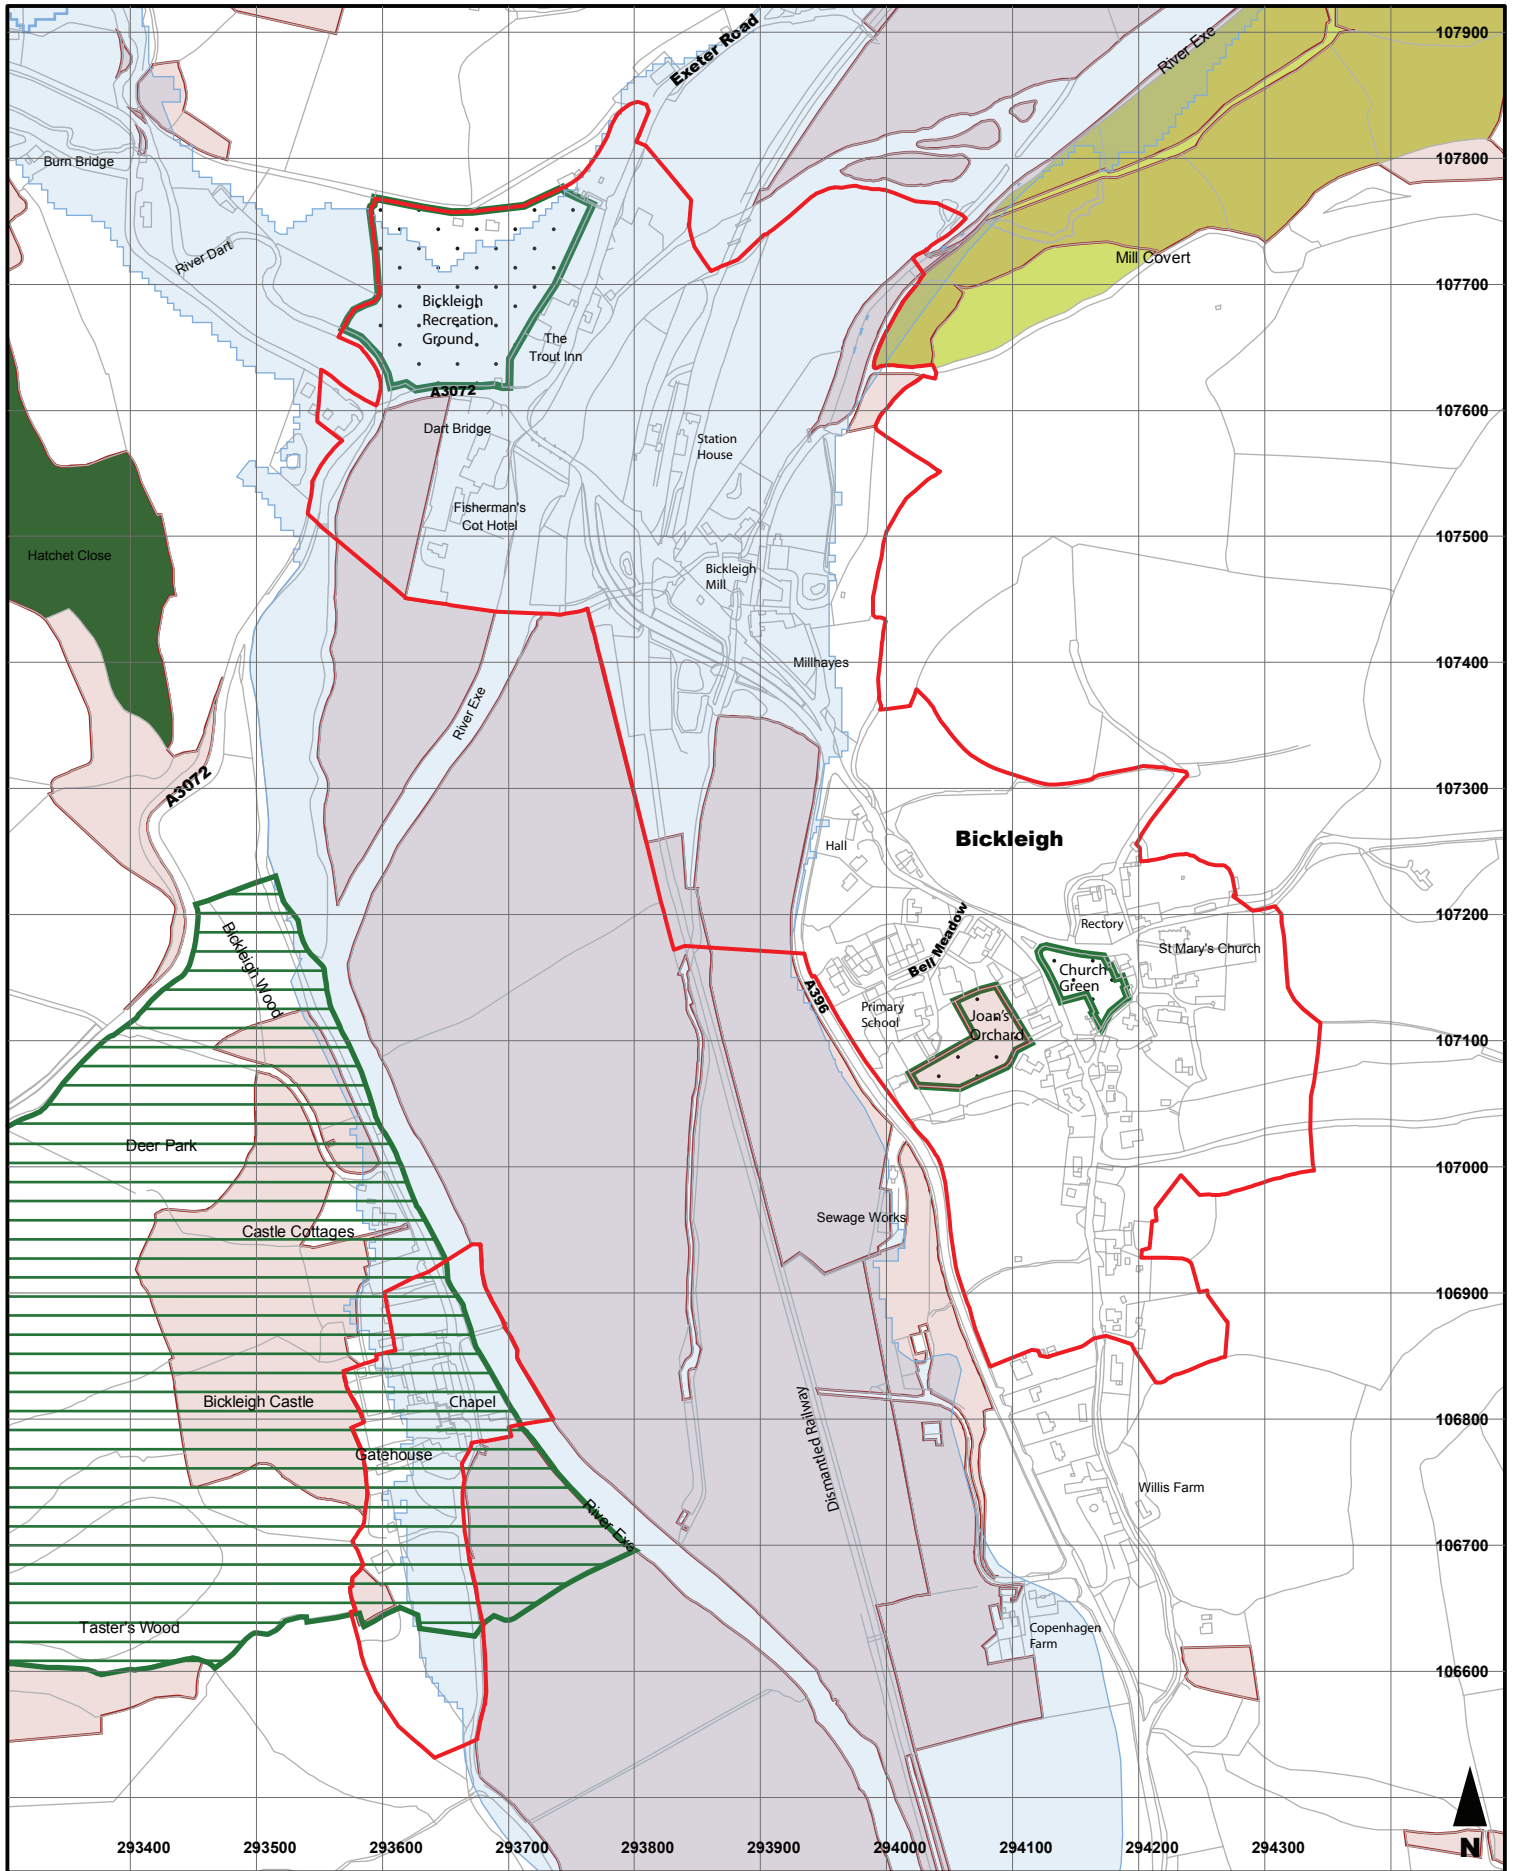 107900
Exeter Road
River Exe
Burn Bridge
107800
River Dart
Mill Covert
107700
Bickleigh
Recreation
Ground
The
Trout Inn
A3072
107600
Dart Bridge
Station
House
Fisherman's
Cot Hotel
107500
Hatchet Close
Bickleigh
Mill
107400
Millhayes
River Exe
A3072
107300
Bickleigh
Hall
107200
Rectory
St Mary's Church
Bell Meadow
Bickleigh Wood
Church
Green
A396
Primary
School
Joan's
Orchard
107100
Deer Park
107000
Castle Cottages
Sewage Works
106900
Bickleigh Castle
Chapel
106800
Gatehouse
Dismantled Railway
Willis Farm
River Exe
106700
Taster's Wood
Copenhagen
Farm
106600
293400
293500
293600
293700
293800
293900
294000
294100
294200
294300
N